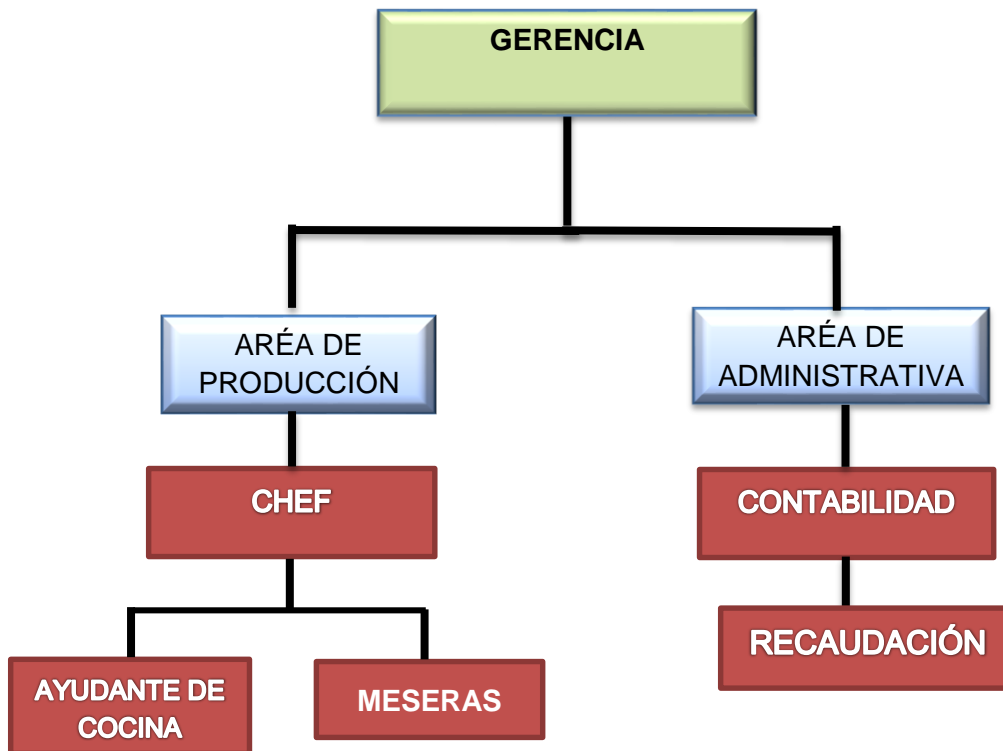 GERENCIA
ARÉA DE
PRODUCCIÓN
ARÉA DE
ADMINISTRATIVA
CHEF
CONTABILIDAD
AYUDANTE DE
COCINA
MESERAS
RECAUDACIÓN